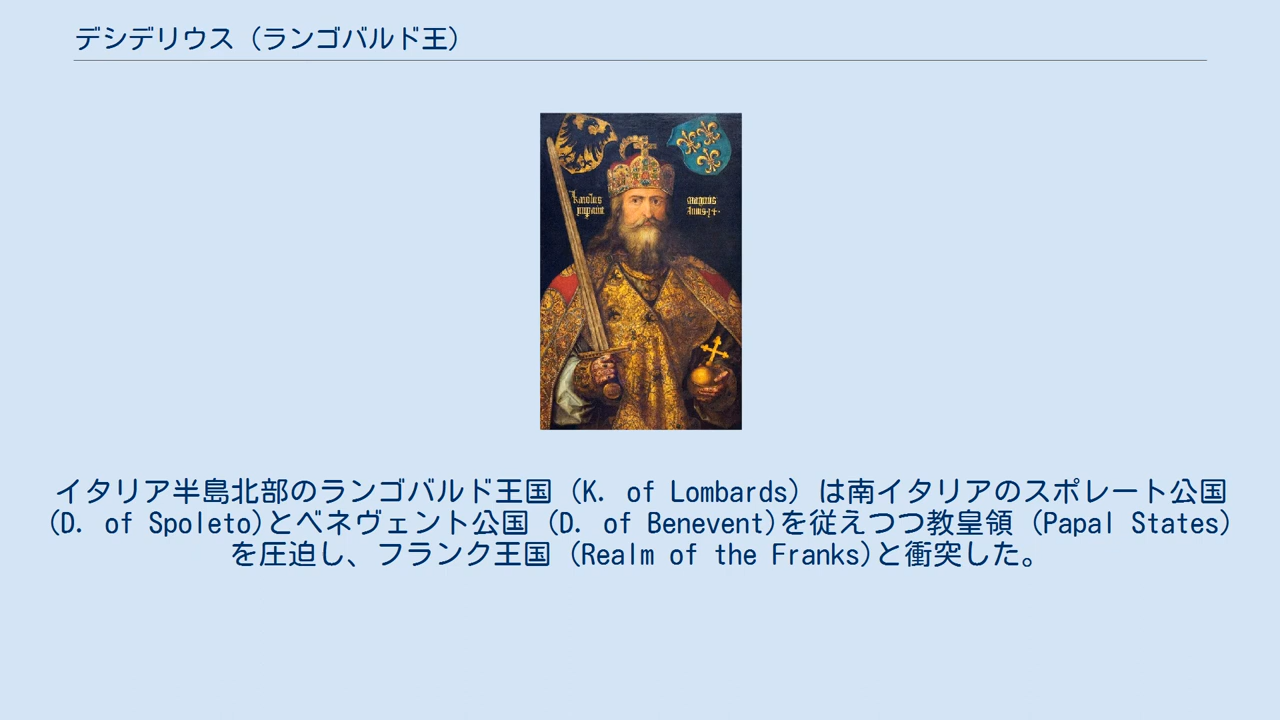 デシデリウス（ランゴバルド王）
karolus magnus
イタリア半島北部のランゴバルド王国（K. of Lombards）は南イタリアのスポレート公国
(D. of Spoleto)とベネヴェント公国（D. of Benevent)を従えつつ教皇領（Papal States）
を圧迫し、フランク王国（Realm of the Franks)と衝突した。